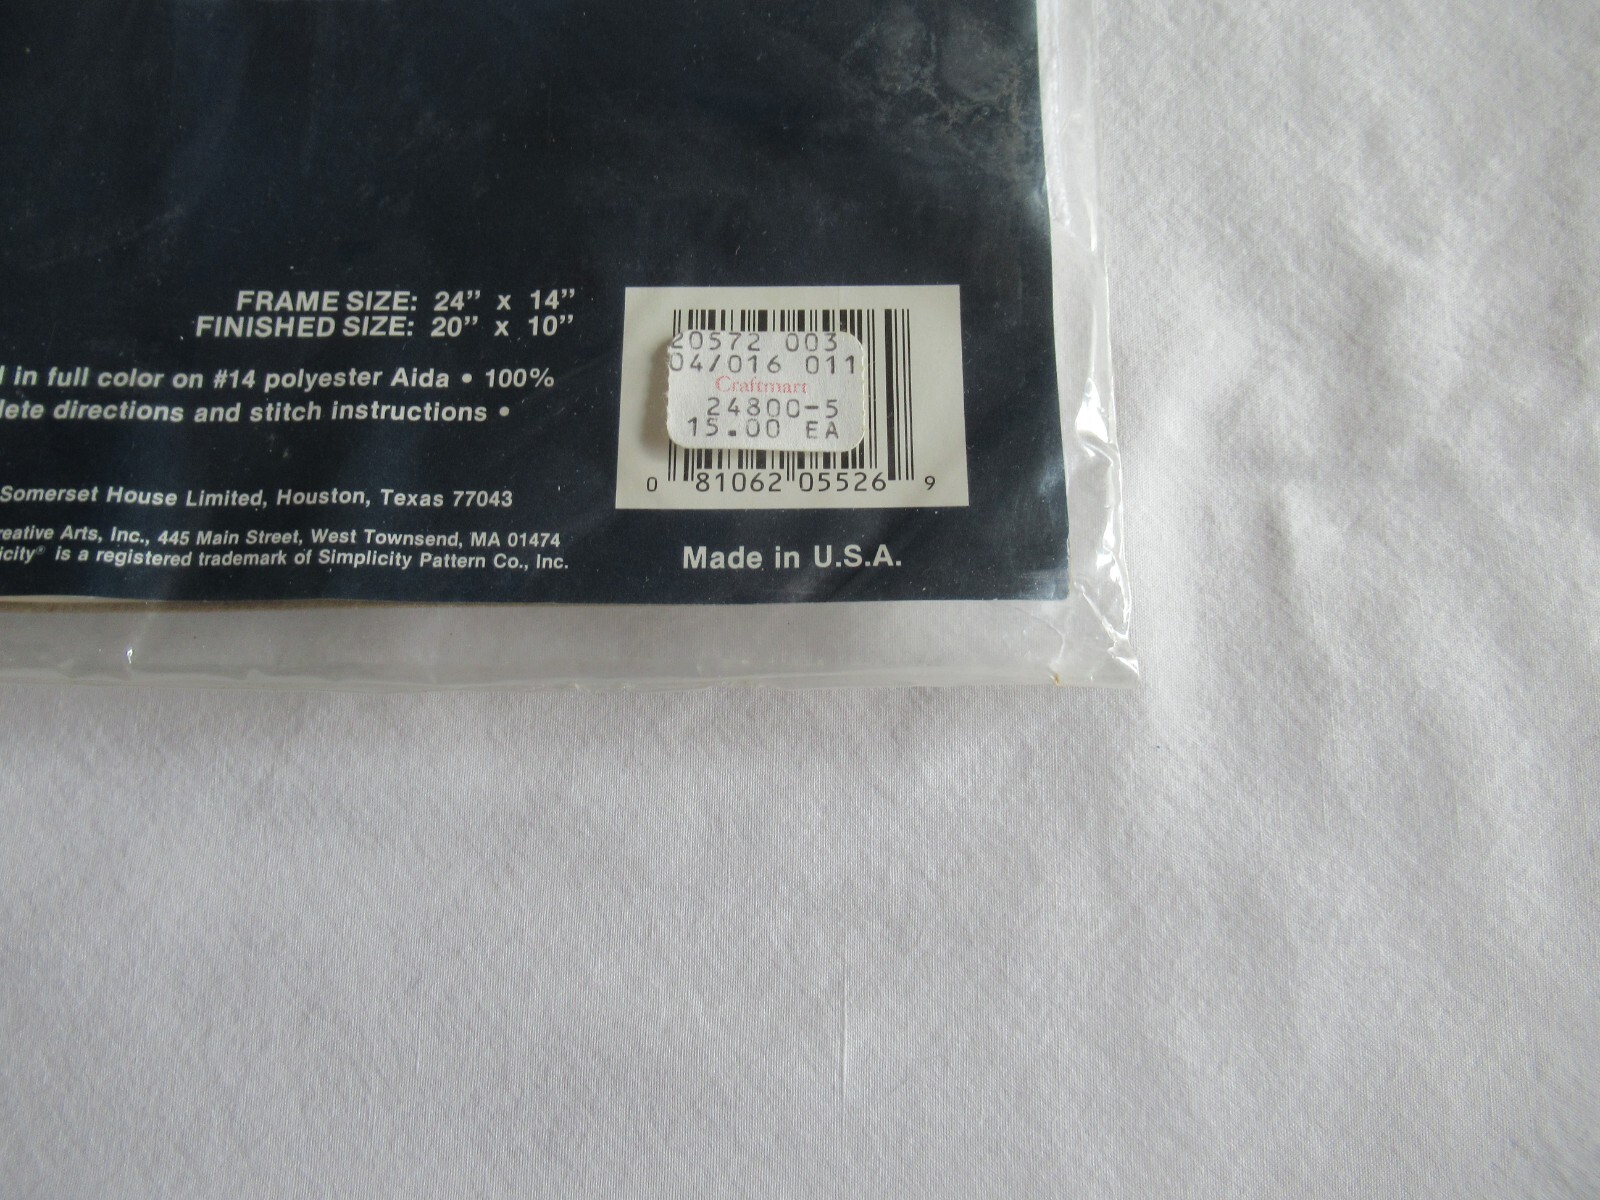 FRAME SIZE: 24” x 14”
FINISHED SIZE: 20” x 10”
in full color on #14 polyester Aida • 100%
directions and stitch instructions •
Somerset House Limited, Houston, Texas 77043
Arts, Inc., 445 Main Street, West Townsend, MA 01474
® is a registered trademark of Simplicity Pattern Co., Inc.
20572 003
04/016 011
Craftmart
24800-5
15.00 EA
0 81062 05526 9
Made in U.S.A.